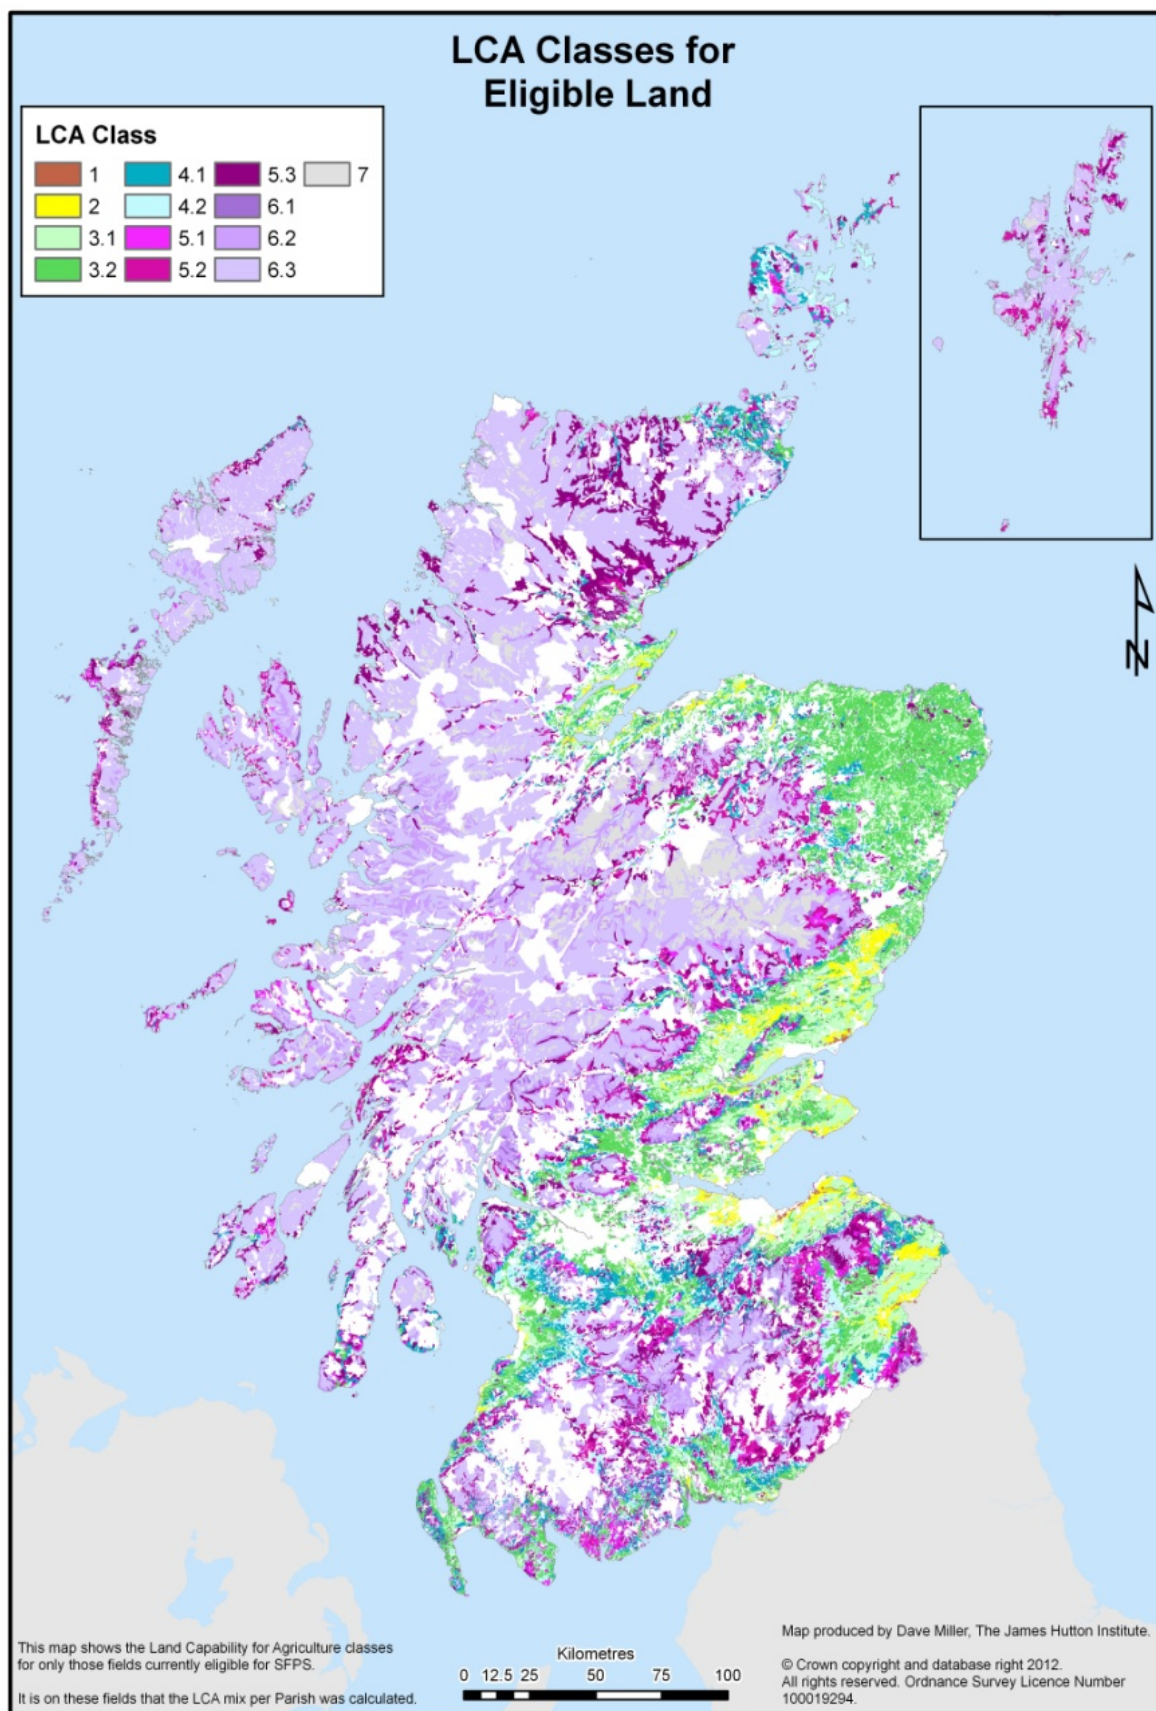 LCA Classes for
Eligible Land
LCA Class
1
4.1
5.3
7
2
4.2
6.1
3.1
5.1
6.2
3.2
5.2
6.3
N
This map shows the Land Capability for Agriculture classes
for only those fields currently eligible for SFPS.
It is on these fields that the LCA mix per Parish was calculated.
Kilometres
0 12.5 25 50 75 100
Map produced by Dave Miller, The James Hutton Institute.
© Crown copyright and database right 2012.
All rights reserved. Ordnance Survey Licence Number
100019294.